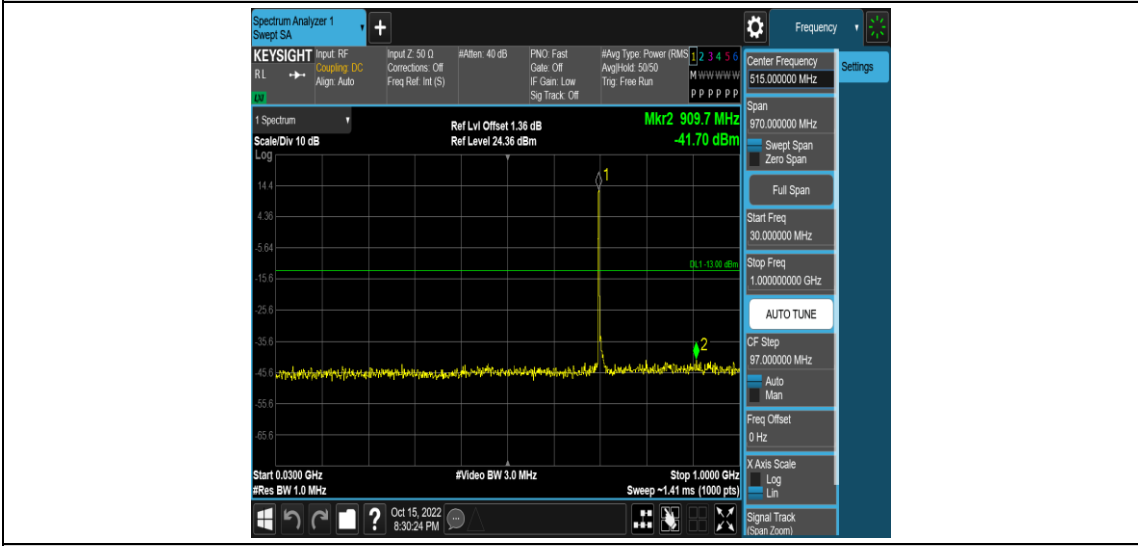 Spectrum Analyzer 1
Swept SA
+
Frequency
KEYSIGHT
RL
Input: RF
Coupling: DC
Align: Auto
Input Z: 50 Ω
Corrections: Off
Freq Ref: Int (S)
#Atten: 40 dB
PNO: Fast
Gate: Off
IF Gain: Low
Sig Track: Off
#Avg Type: Power (RMS
Avg|Hold: 50/50
Trig: Free Run
1 2 3 4 5 6
M W W W W W
P P P P P P
1 Spectrum
Scale/Div 10 dB
Log
Ref Lvl Offset 1.36 dB
Ref Level 24.36 dBm
Mkr2 909.7 MHz
-41.70 dBm
1
14.4
4.36
-5.64
DL1 -13.00 dBm
-15.6
-25.6
-35.6
2
-45.6
-55.6
-65.6
Start 0.0300 GHz
#Res BW 1.0 MHz
#Video BW 3.0 MHz
Stop 1.0000 GHz
Sweep ~1.41 ms (1000 pts)
?
Oct 15, 2022
8:30:24 PM
Center Frequency
515.000000 MHz
Settings
Span
970.000000 MHz
Swept Span
Zero Span
Full Span
Start Freq
30.000000 MHz
Stop Freq
1.000000000 GHz
AUTO TUNE
CF Step
97.000000 MHz
Auto
Man
Freq Offset
0 Hz
X Axis Scale
Log
Lin
Signal Track
(Span Zoom)